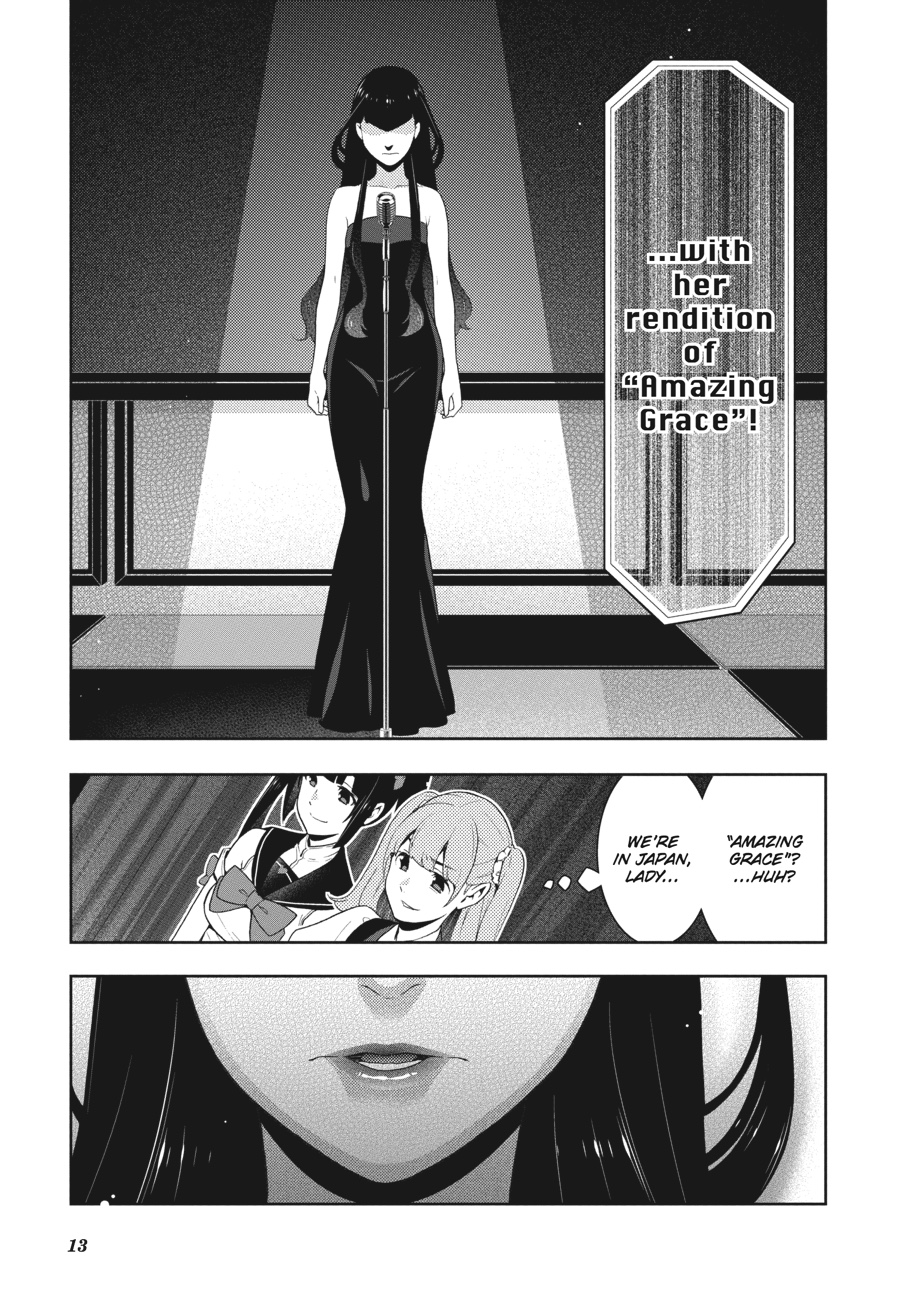 ...with
her
rendition
of
“Amazing
Grace”!
“AMAZING
GRACE”?
...HUH?
WE'RE
IN JAPAN,
LADY...
13